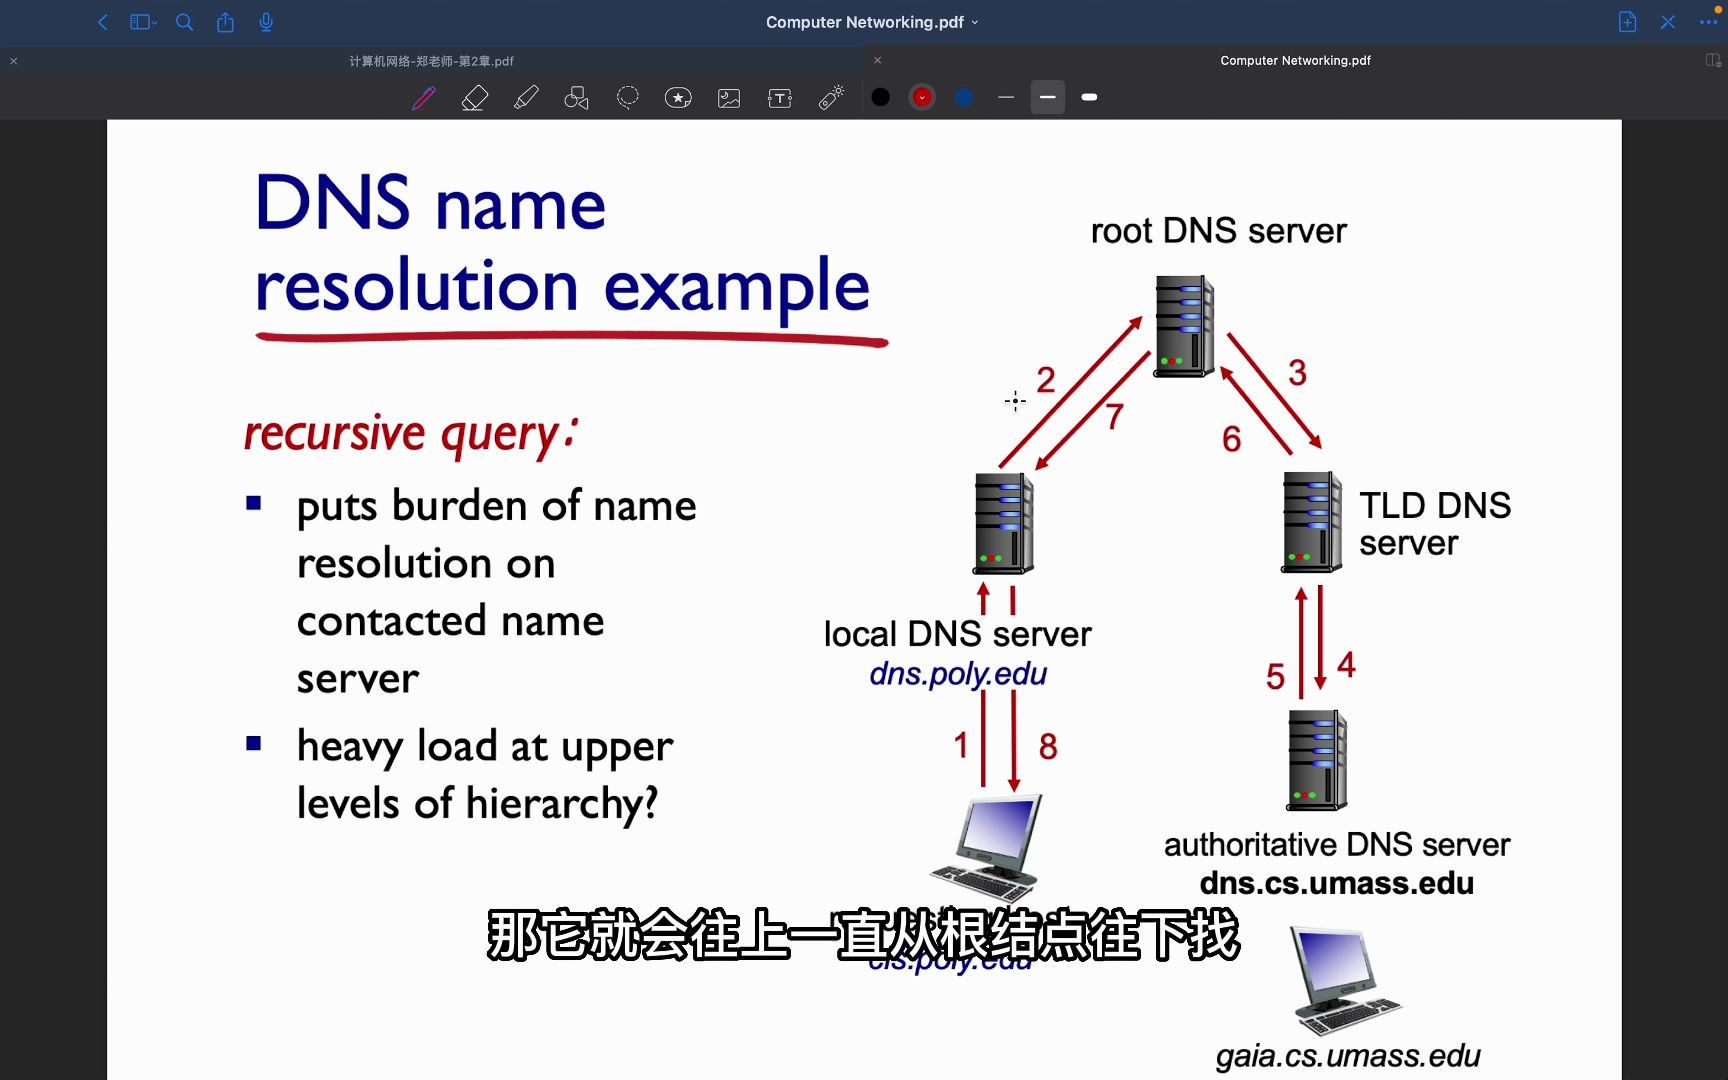 Computer Networking.pdf
计算机网络-郑老师-第2章.pdf
Computer Networking.pdf
DNS name
resolution example
recursive query:
puts burden of name
resolution on
contacted name
server
heavy load at upper
levels of hierarchy?
root DNS server
2
7
3
6
TLD DNS
server
local DNS server
dns.poly.edu
1
8
5
4
authoritative DNS server
dns.cs.umass.edu
cis.poly.edu
那它就会往上一直从根结点往下找
gaia.cs.umass.edu